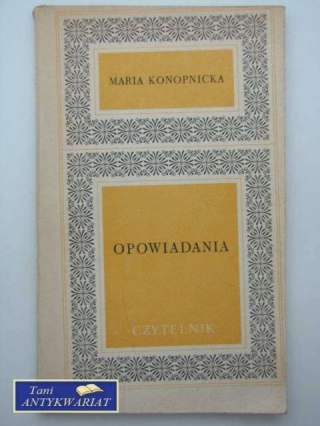 MARIA KONOPNICKA
OPOWIADANIA
CZYTELNIK
Tani
ANTYKWARIAT